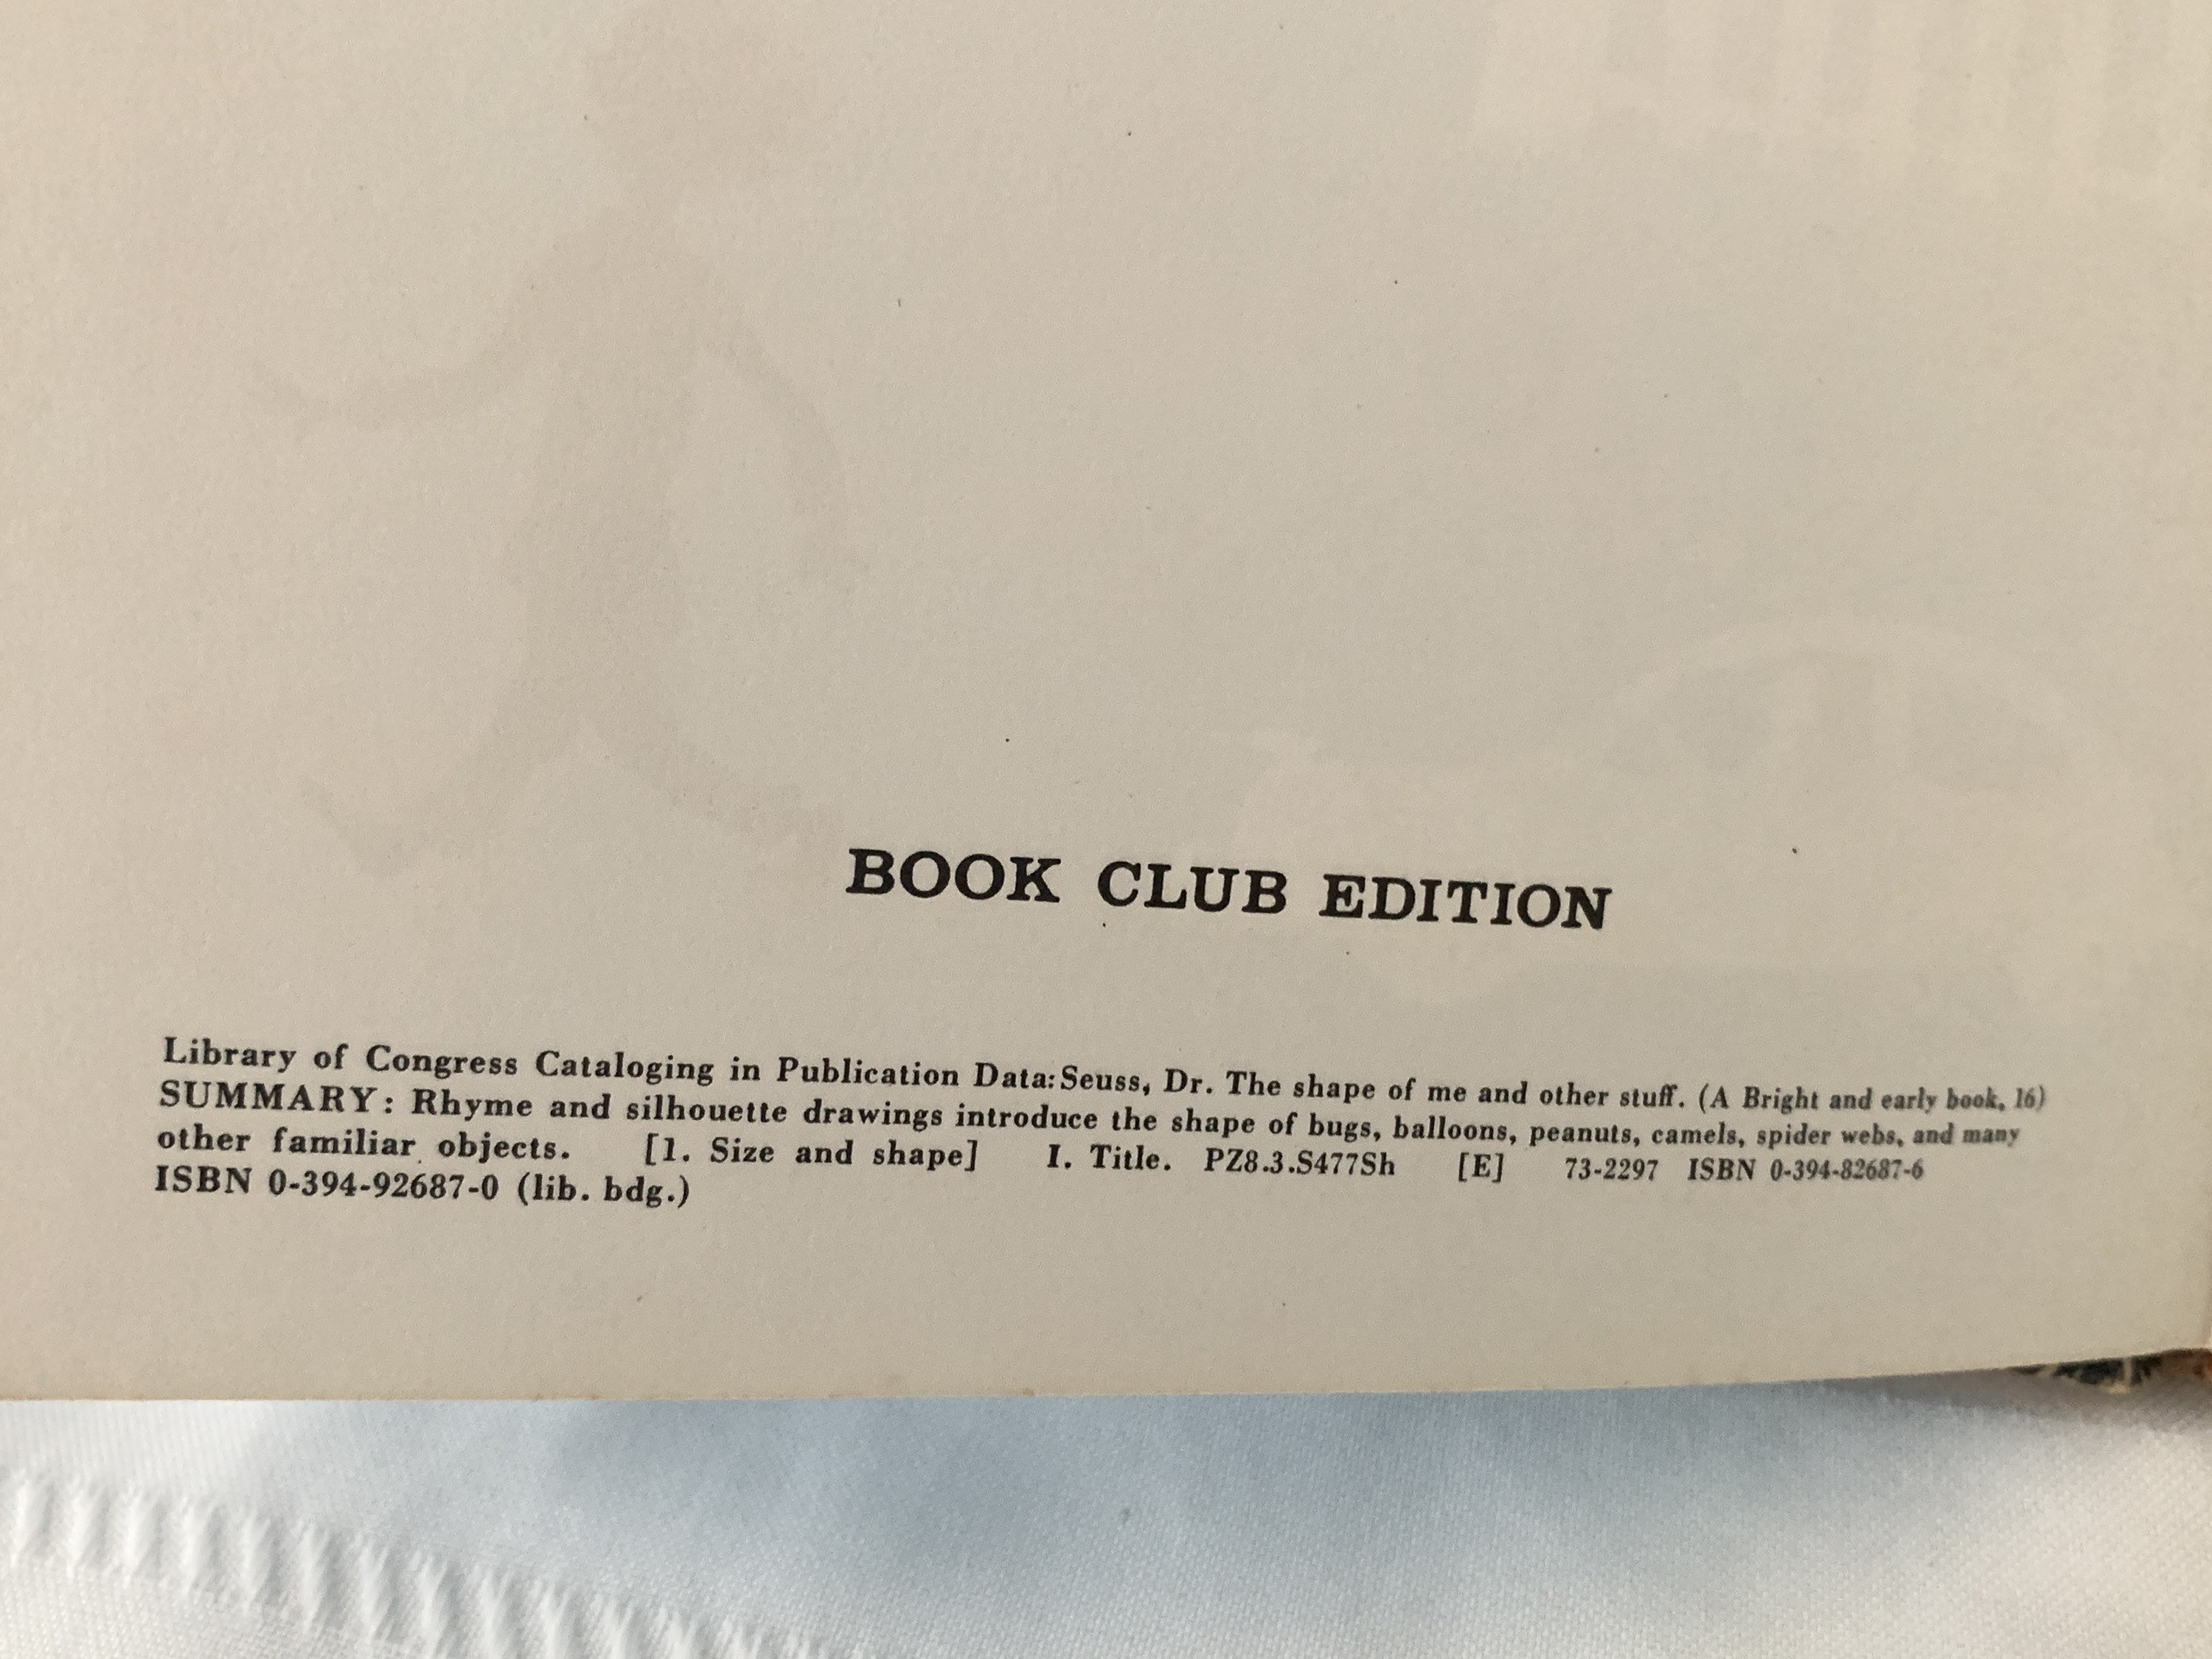 BOOK CLUB EDITION
Library of Congress Cataloging in Publication Data: Seuss, Dr. The shape of me and other stuff. (A Bright and early book, 16)
SUMMARY: Rhyme and silhouette drawings introduce the shape of bugs, balloons, peanuts, camels, spider webs, and many
other familiar objects. [1. Size and shape] I. Title. PZ8.3.S477Sh [E] 73-2297 ISBN 0-394-82687-6
ISBN 0-394-92687-0 (lib. bdg.)